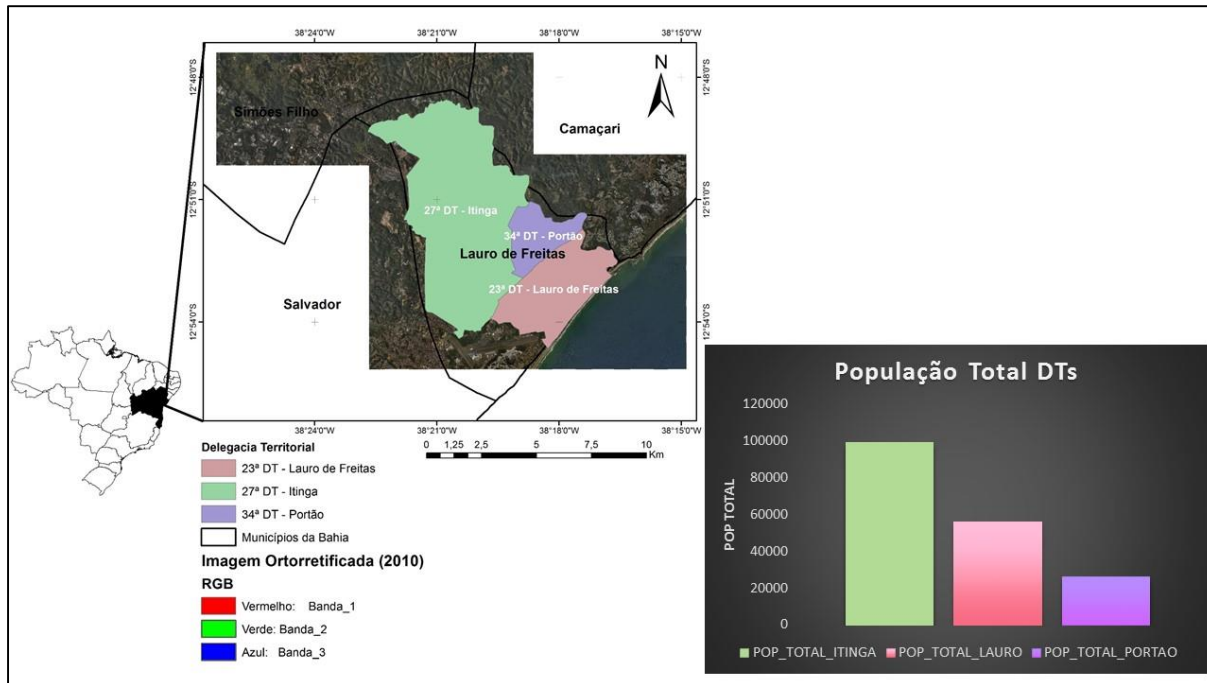 38°24'0"W 38°21'0"W 38°18'0"W 38°15'0"W
12°48'0"S 12°48'0"S
N
Simões Filho
Camaçari
12°51'0"S 12°51'0"S
27ª DT - Itinga
34ª DT - Portão
Lauro de Freitas
23ª DT - Lauro de Freitas
Salvador
12°54'0"S 12°54'0"S
38°24'0"W 38°21'0"W 38°18'0"W 38°15'0"W
0 1,25 2,5 5 7,5 10
Km
Delegacia Territorial
23ª DT - Lauro de Freitas
27ª DT - Itinga
34ª DT - Portão
Municípios da Bahia
Imagem Ortorretificada (2010)
RGB
Vermelho: Banda_1
Verde: Banda_2
Azul: Banda_3
População Total DTs
POP TOTAL
120000
100000
80000
60000
40000
20000
0
POP_TOTAL_ITINGA POP_TOTAL_LAURO POP_TOTAL_PORTAO